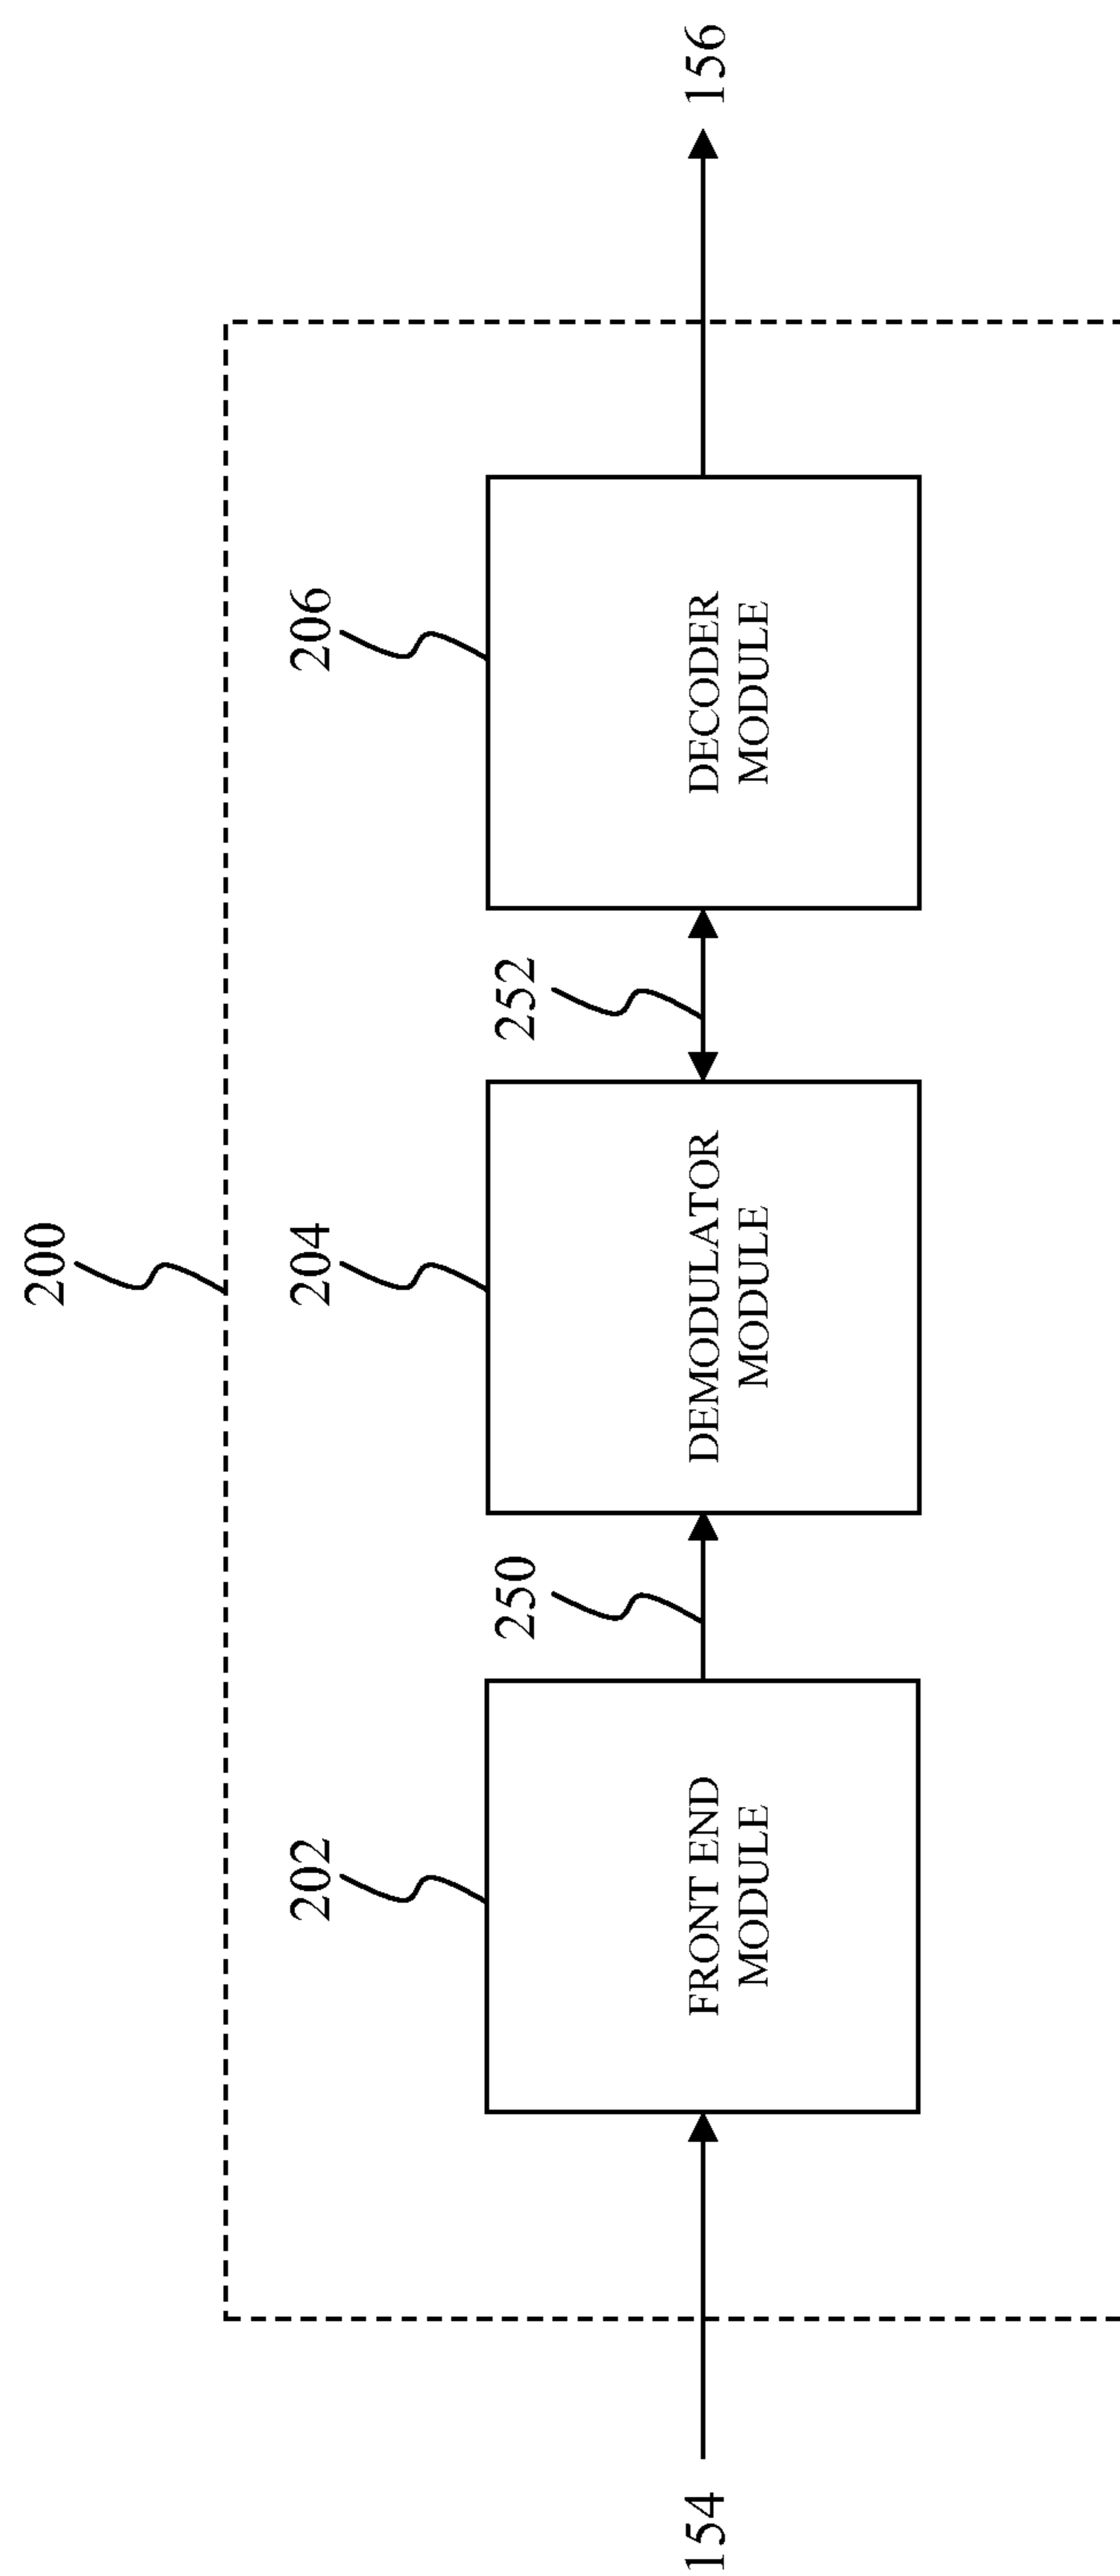 200
202
204
206
FRONT END
MODULE
DEMODULATOR
MODULE
DECODER
MODULE
250
252
154
156